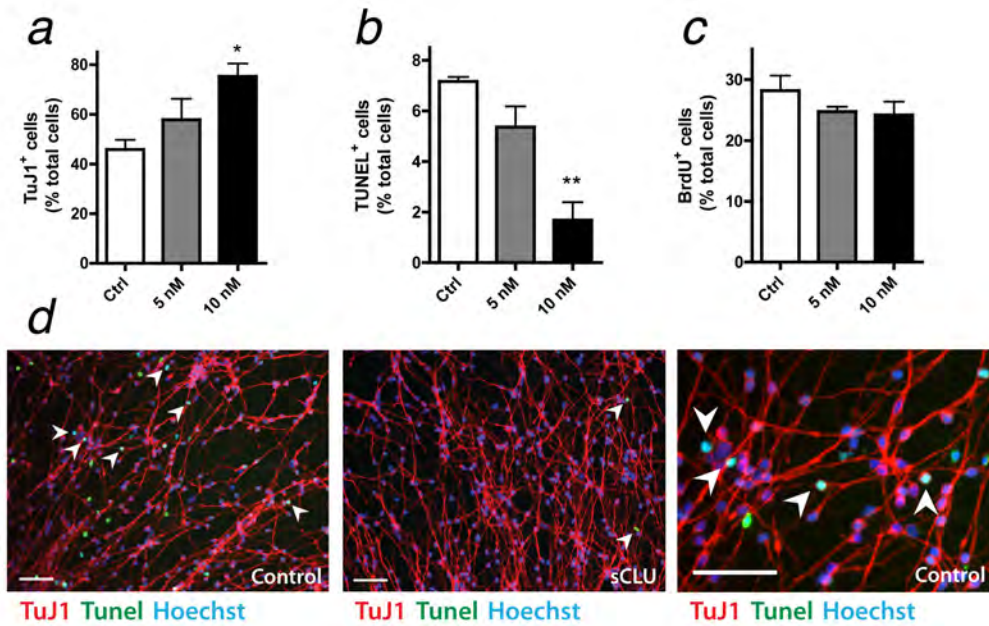 a
TuJ1⁺ cells
(% total cells)
80
60
40
20
0
*
Ctrl
5 nM
10 nM
b
TUNEL⁺ cells
(% total cells)
8
6
4
2
0
**
Ctrl
5 nM
10 nM
c
BrdU⁺ cells
(% total cells)
30
20
10
0
Ctrl
5 nM
10 nM
d
Control
sCLU
Control
TuJ1 Tunel Hoechst
TuJ1 Tunel Hoechst
TuJ1 Tunel Hoechst